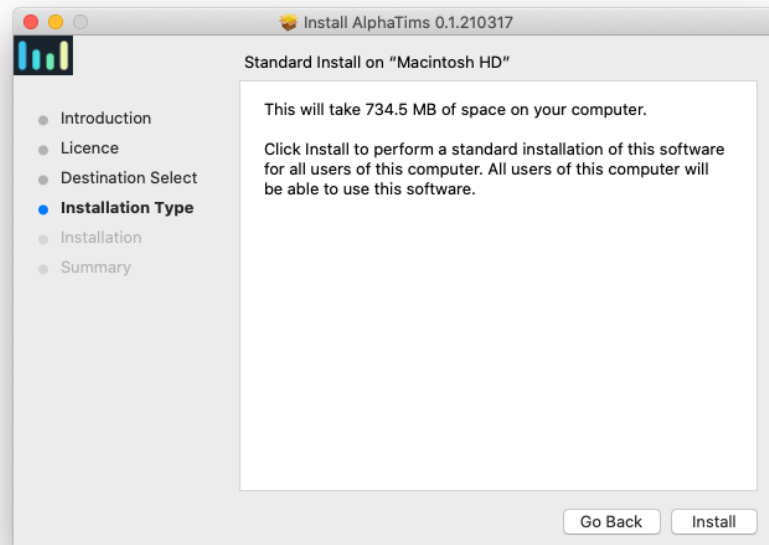 Install AlphaTims 0.1.210317
Standard Install on “Macintosh HD”
Introduction
Licence
Destination Select
Installation Type
Installation
Summary
This will take 734.5 MB of space on your computer.
Click Install to perform a standard installation of this software
for all users of this computer. All users of this computer will
be able to use this software.
Go Back
Install